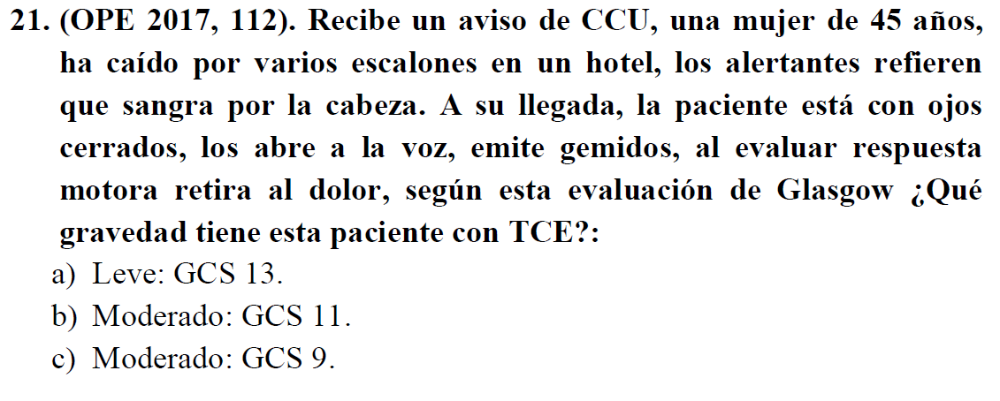 21. (OPE 2017, 112). Recibe un aviso de CCU, una mujer de 45 años,
ha caído por varios escalones en un hotel, los alertantes refieren
que sangra por la cabeza. A su llegada, la paciente está con ojos
cerrados, los abre a la voz, emite gemidos, al evaluar respuesta
motora retira al dolor, según esta evaluación de Glasgow ¿Qué
gravedad tiene esta paciente con TCE?:
a) Leve: GCS 13.
b) Moderado: GCS 11.
c) Moderado: GCS 9.